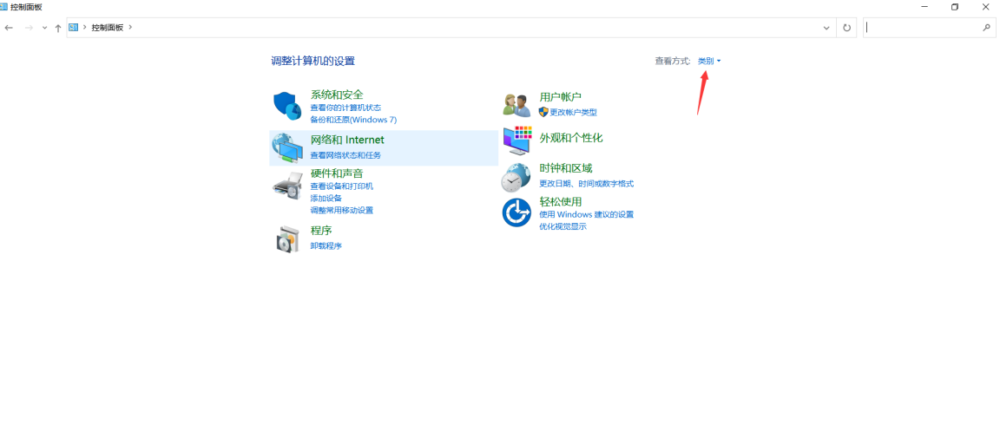 控制面板
控制面板
调整计算机的设置
查看方式: 类别
系统和安全
查看你的计算机状态
备份和还原(Windows 7)
网络和 Internet
查看网络状态和任务
硬件和声音
查看设备和打印机
添加设备
调整常用移动设置
程序
卸载程序
用户帐户
更改帐户类型
外观和个性化
时钟和区域
更改日期、时间或数字格式
轻松使用
使用 Windows 建议的设置
优化视觉显示